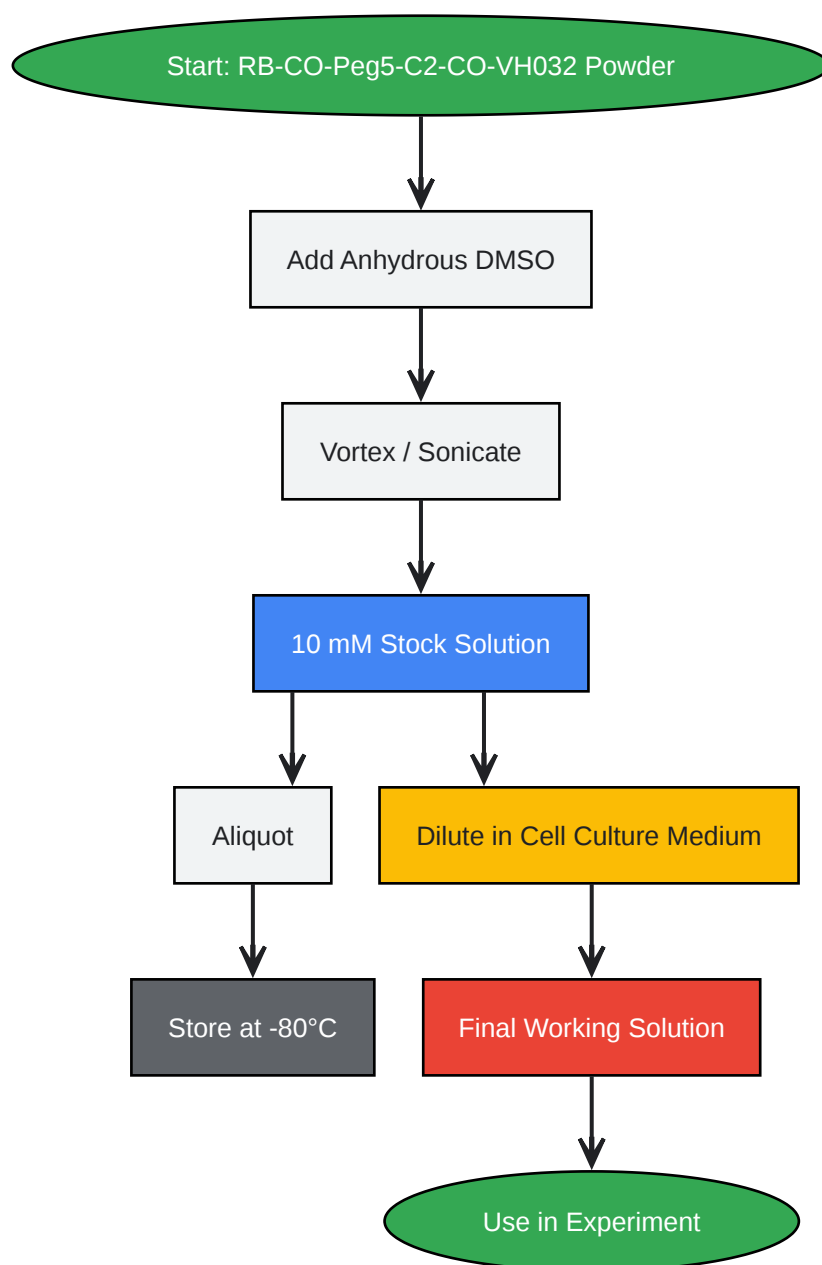 Start: RB-CO-Peg5-C2-CO-VH032 Powder
Add Anhydrous DMSO
Vortex / Sonicate
10 mM Stock Solution
Aliquot
Dilute in Cell Culture Medium
Store at -80°C
Final Working Solution
Use in Experiment